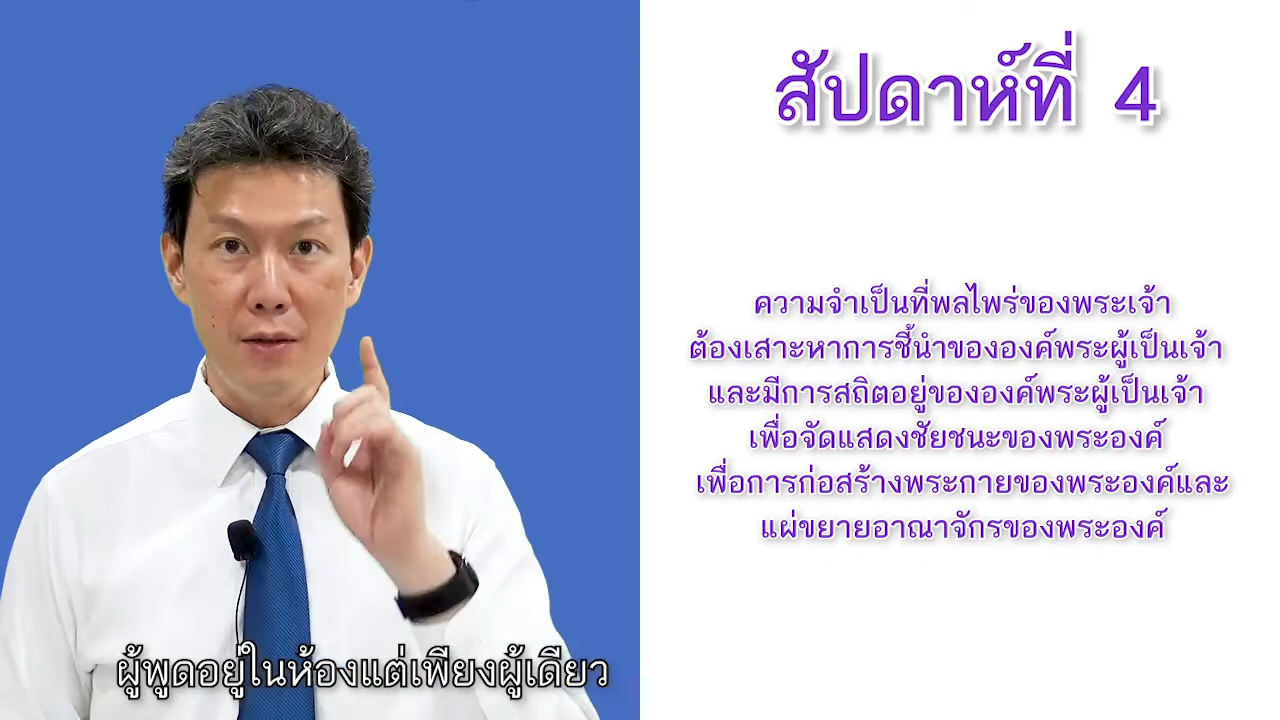 สัปดาห์ที่ 4
ความจำเป็นที่พลไพร่ของพระเจ้า
ต้องเสาะหาการชี้นำขององค์พระผู้เป็นเจ้า
และมีการสถิตอยู่ขององค์พระผู้เป็นเจ้า
เพื่อจัดแสดงชัยชนะของพระองค์
เพื่อการก่อสร้างพระกายของพระองค์และ
แผ่ขยายอาณาจักรของพระองค์
ผู้พูดอยู่ในห้องแต่เพียงผู้เดียว